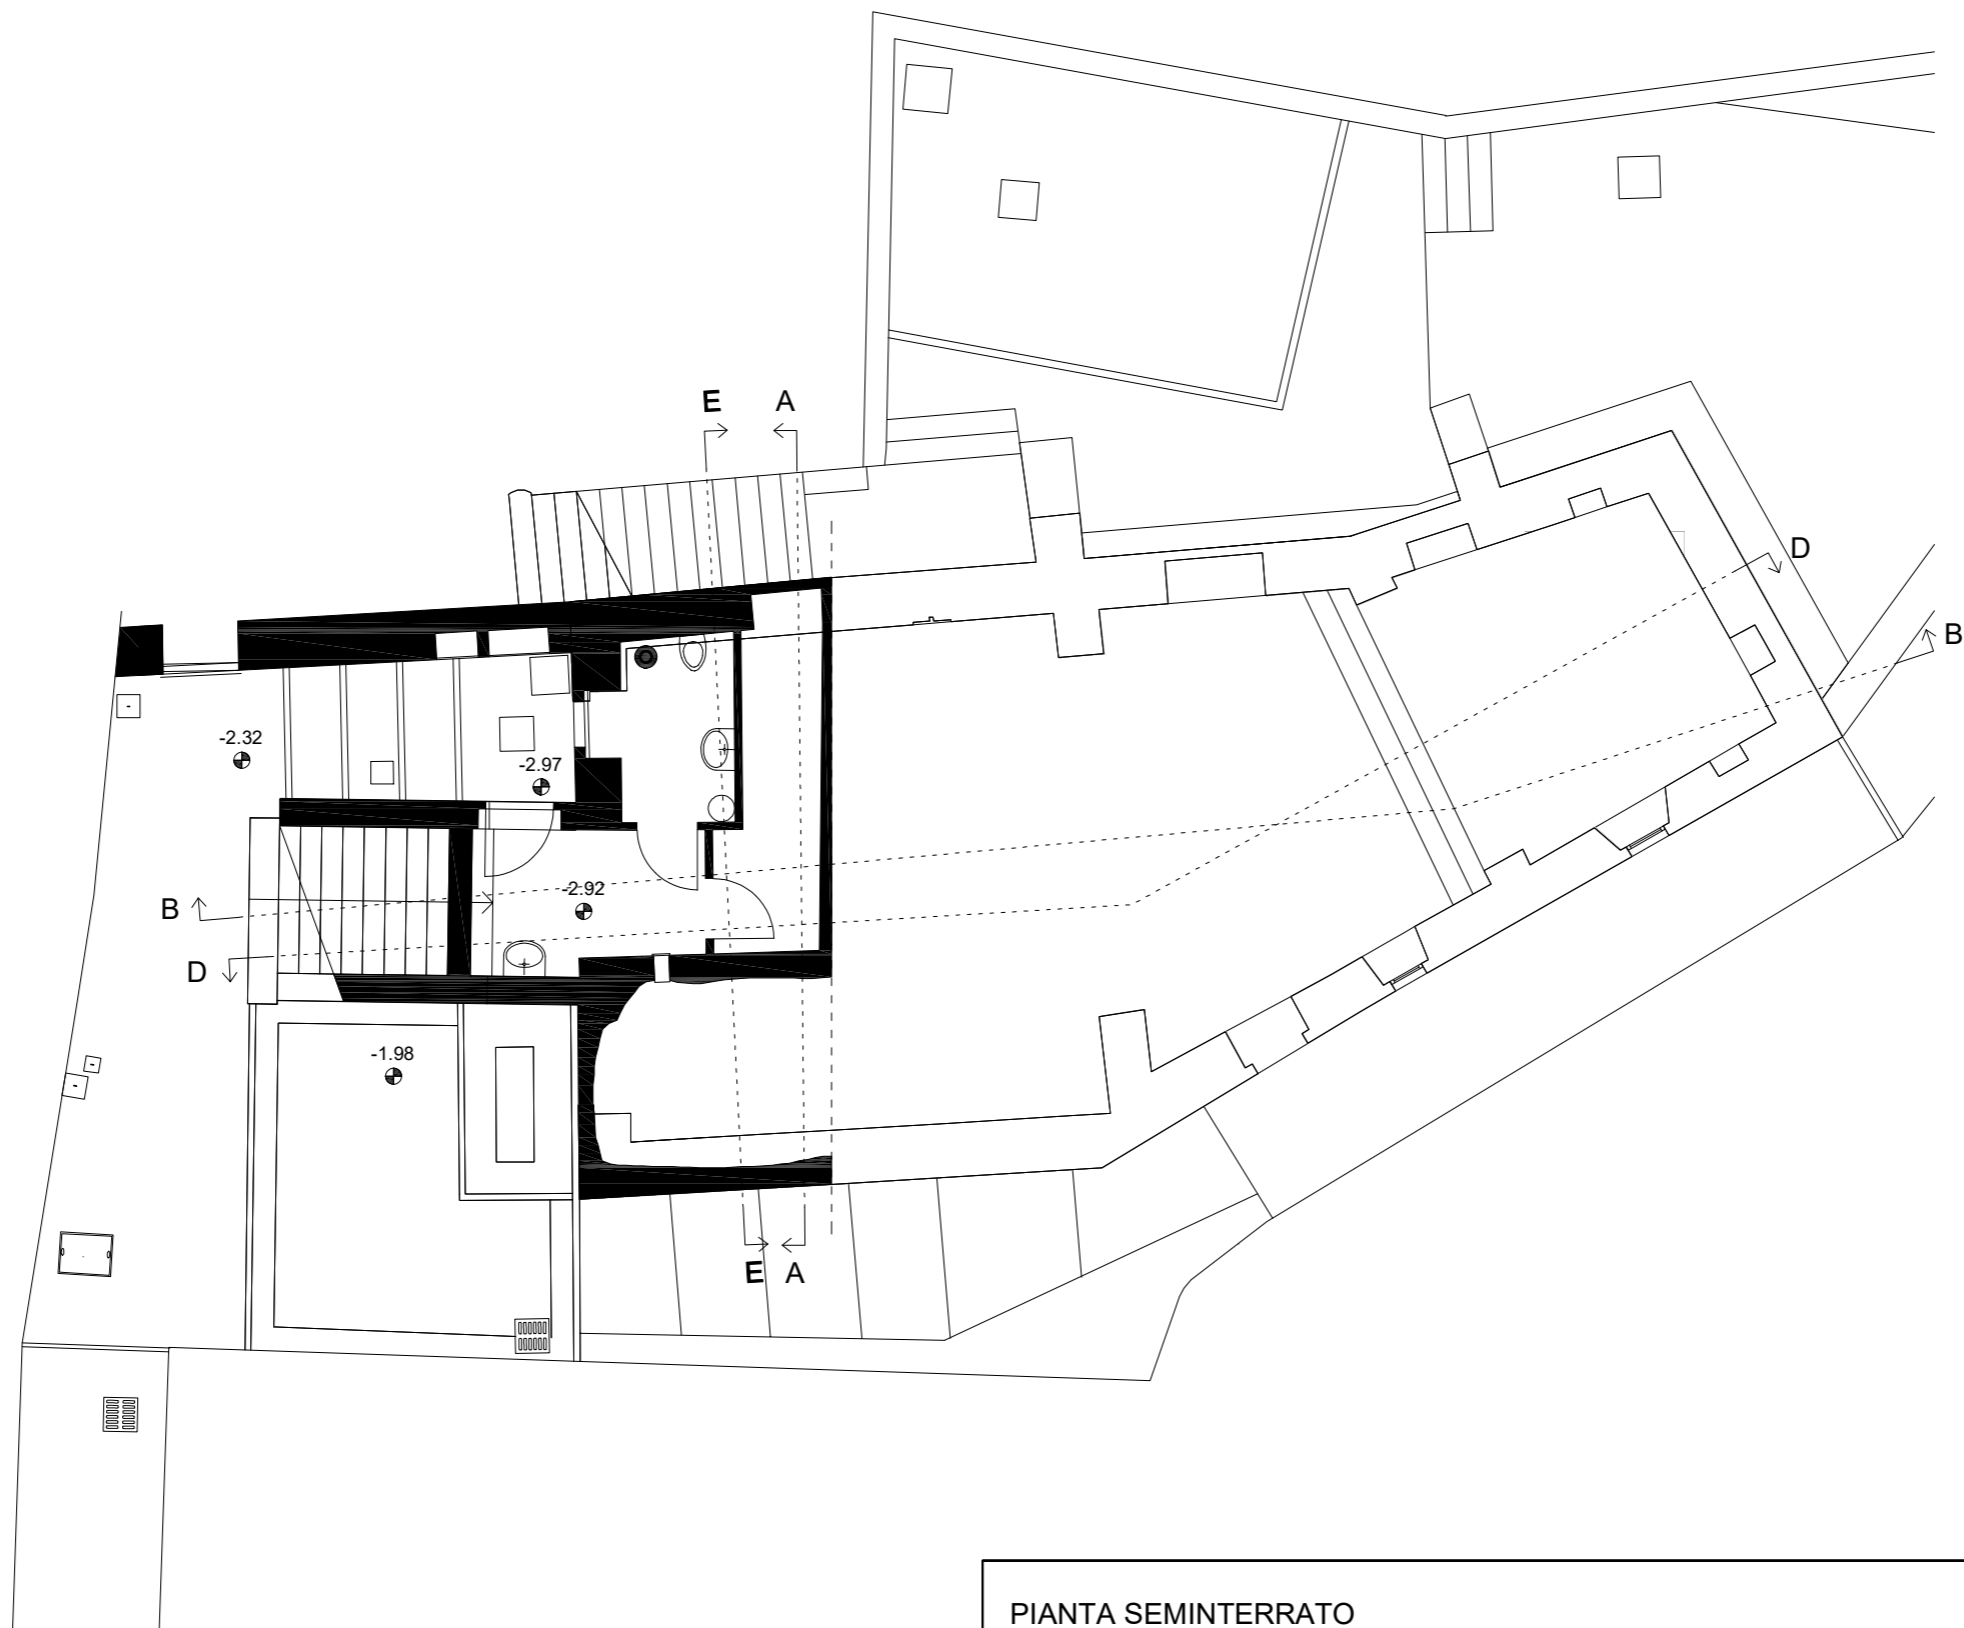 E A
D
B
-2.32
-2.97
-2.92
B
D
-1.98
E A
PIANTA SEMINTERRATO